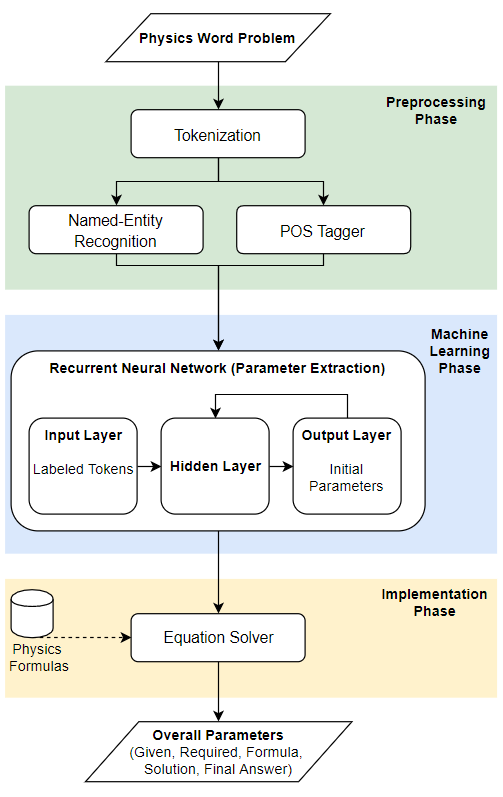 Physics Word Problem
Preprocessing
Phase
Tokenization
Named-Entity
Recognition
POS Tagger
Machine
Learning
Phase
Recurrent Neural Network (Parameter Extraction)
Input Layer
Labeled Tokens
Hidden Layer
Output Layer
Initial
Parameters
Implementation
Phase
Physics
Formulas
Equation Solver
Overall Parameters
(Given, Required, Formula,
Solution, Final Answer)